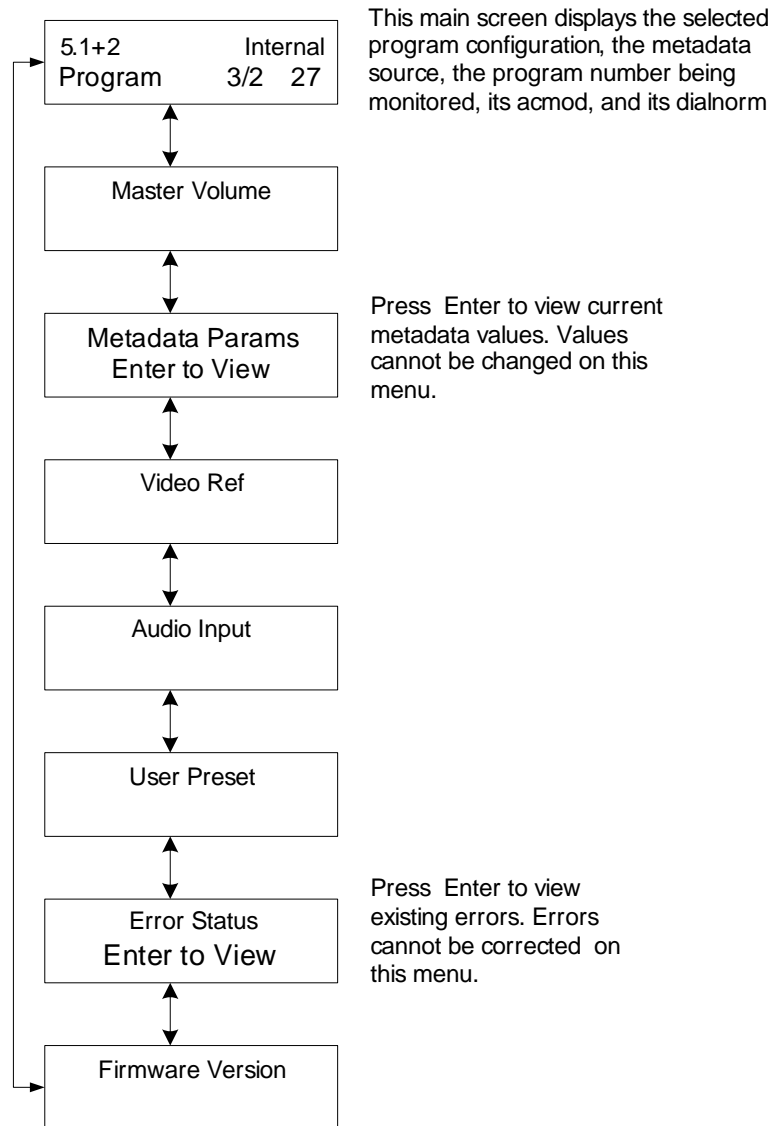 5.1+2 Internal
Program 3/2 27
This main screen displays the selected
program configuration, the metadata
source, the program number being
monitored, its acmod, and its dialnorm
Master Volume
Metadata Params
Enter to View
Press Enter to view current
metadata values. Values
cannot be changed on this
menu.
Video Ref
Audio Input
User Preset
Error Status
Enter to View
Press Enter to view
existing errors. Errors
cannot be corrected on
this menu.
Firmware Version